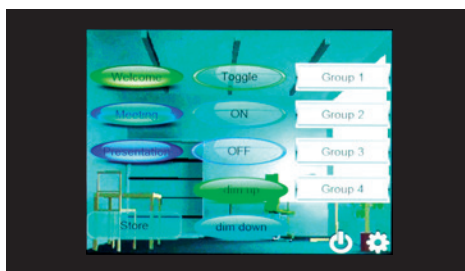 Welcome Toggle Group 1
Meeting ON Group 2
Presentation OFF Group 3
dim up Group 4
Store dim down